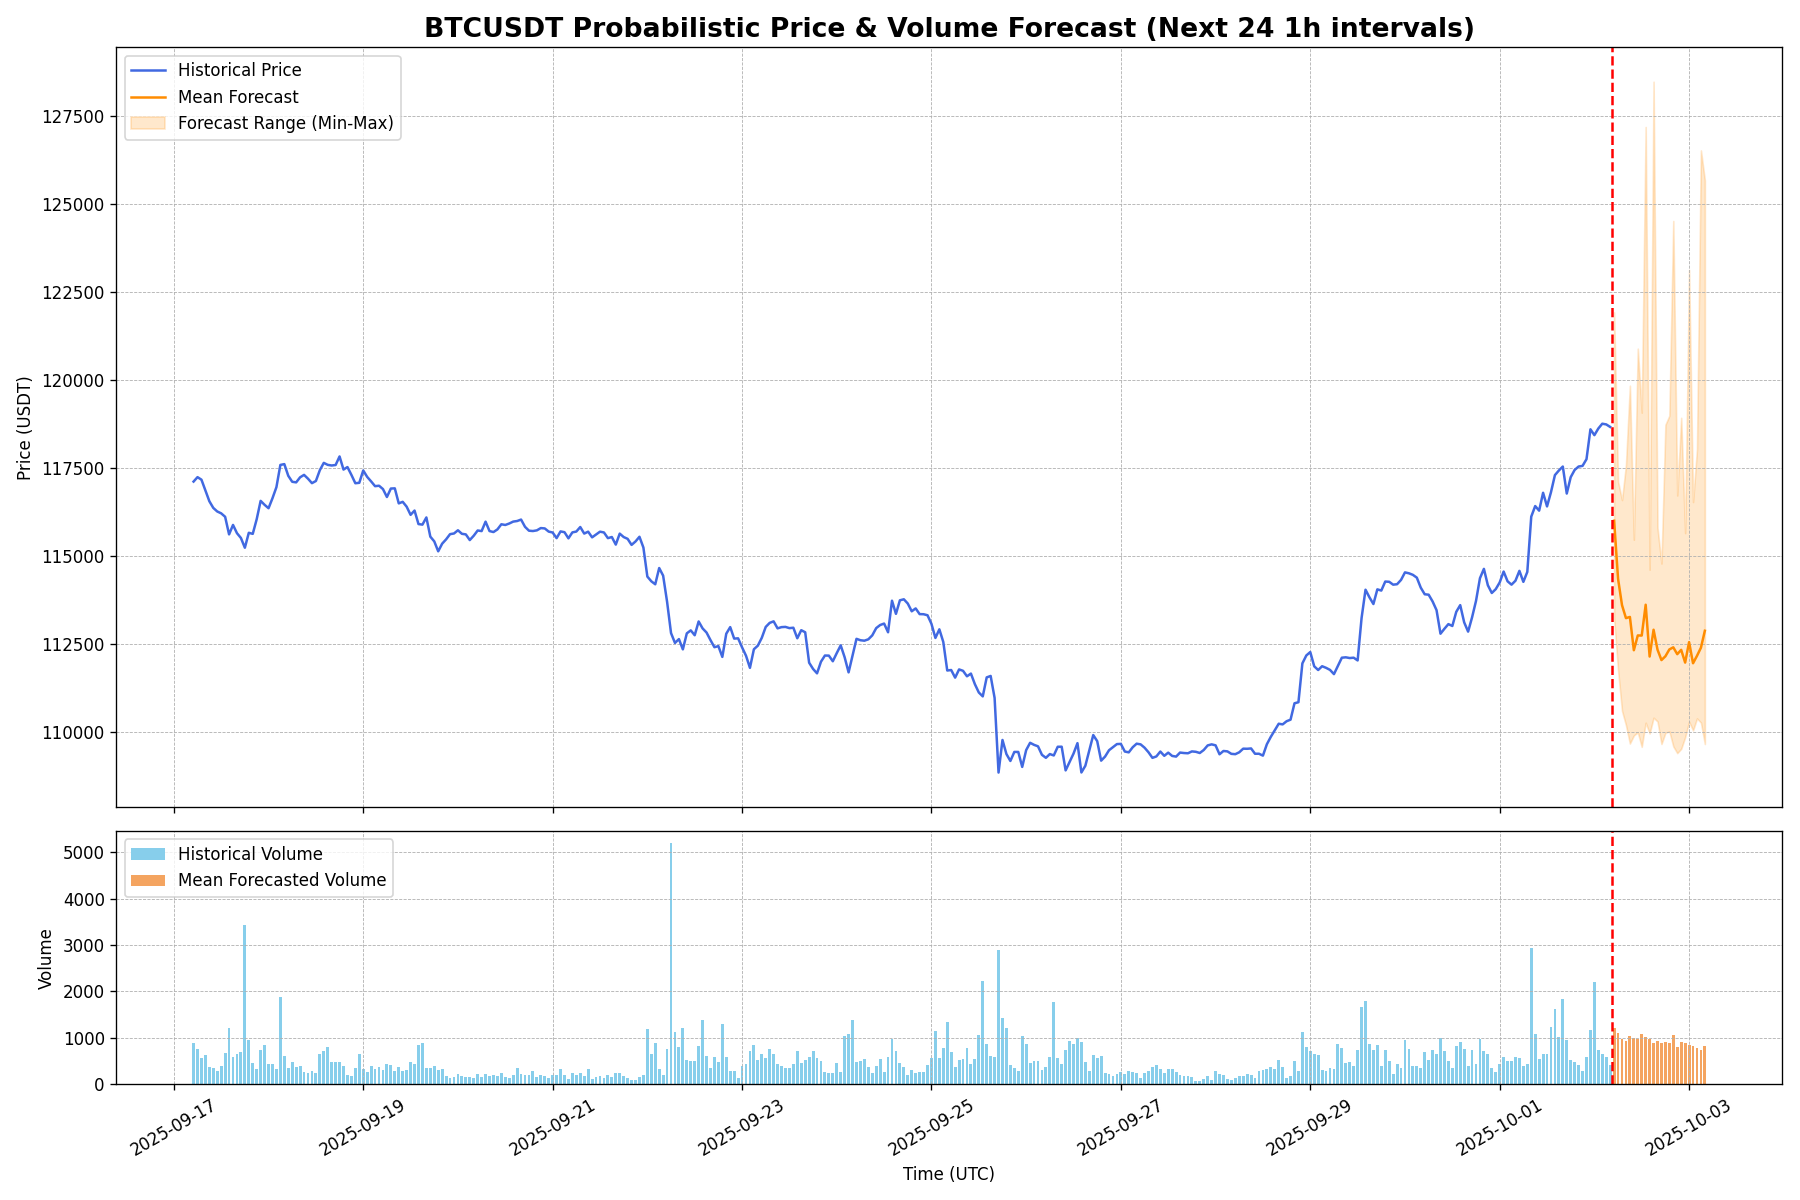 BTCUSDT Probabilistic Price & Volume Forecast (Next 24 1h intervals)
Historical Price
Mean Forecast
Forecast Range (Min-Max)
127500
125000
122500
120000
117500
115000
112500
110000
Price (USDT)
Historical Volume
Mean Forecasted Volume
5000
4000
3000
2000
1000
0
Volume
2025-09-17
2025-09-19
2025-09-21
2025-09-23
2025-09-25
2025-09-27
2025-09-29
2025-10-01
2025-10-03
Time (UTC)